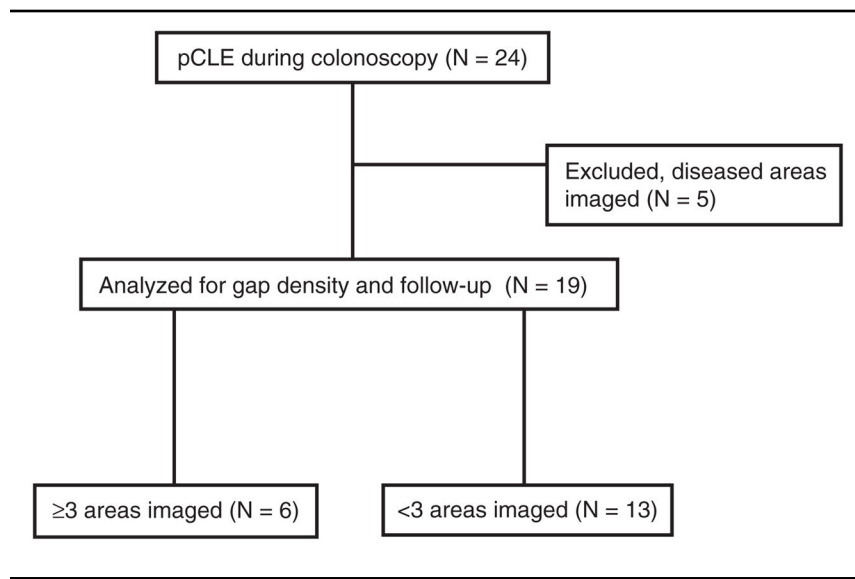 pCLE during colonoscopy (N = 24)
Excluded, diseased areas
imaged (N = 5)
Analyzed for gap density and follow-up (N = 19)
≥3 areas imaged (N = 6)
<3 areas imaged (N = 13)